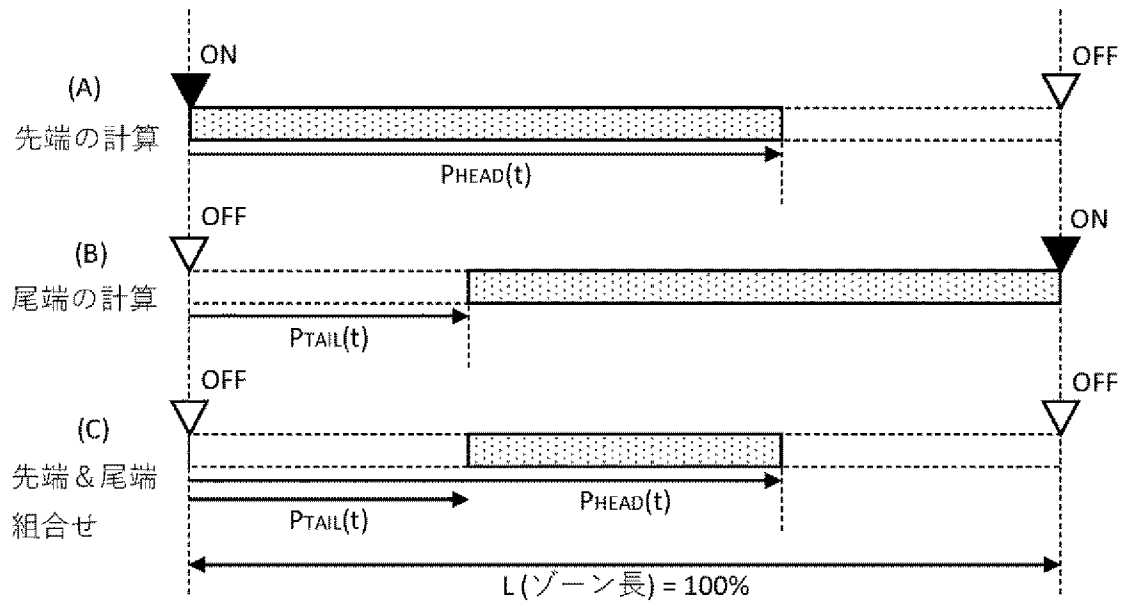 ON
OFF
(A)
先端の計算
PHEAD(t)
OFF
ON
(B)
尾端の計算
PTAIL(t)
OFF
OFF
(C)
先端&尾端
組合せ
PHEAD(t)
PTAIL(t)
L (ゾーン長) = 100%